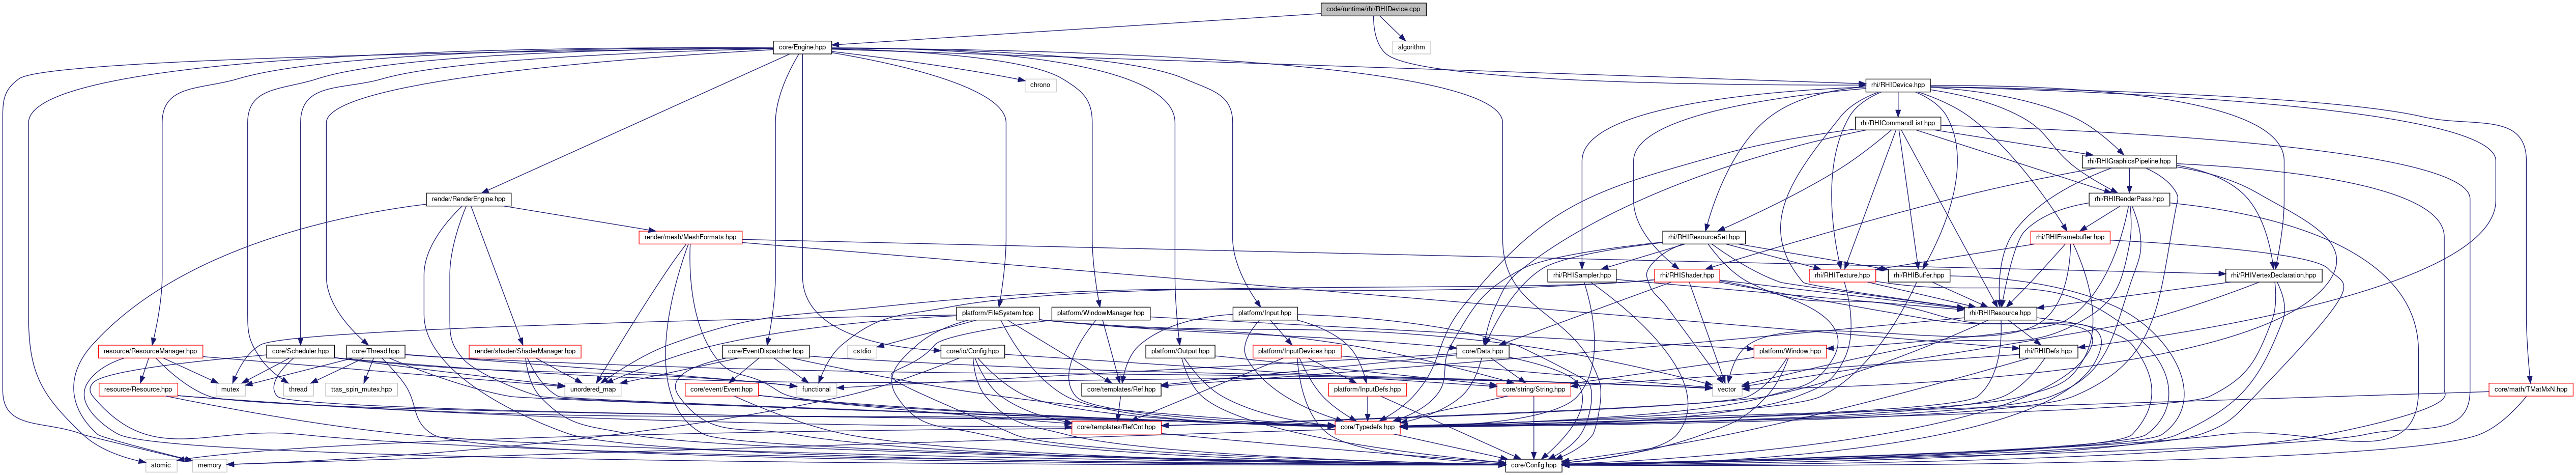 code/runtime/rhi/RHIDevice.cpp
core/Engine.hpp
algorithm
chrono
rhi/RHIDevice.hpp
rhi/RHICommandList.hpp
rhi/RHIGraphicsPipeline.hpp
render/RenderEngine.hpp
rhi/RHIRenderPass.hpp
render/mesh/MeshFormats.hpp
rhi/RHIResourceSet.hpp
rhi/RHIFramebuffer.hpp
rhi/RHISampler.hpp
rhi/RHIShader.hpp
rhi/RHITexture.hpp
rhi/RHIBuffer.hpp
rhi/RHIVertexDeclaration.hpp
platform/FileSystem.hpp
platform/WindowManager.hpp
platform/Input.hpp
rhi/RHIResource.hpp
resource/ResourceManager.hpp
core/Scheduler.hpp
core/Thread.hpp
render/shader/ShaderManager.hpp
core/EventDispatcher.hpp
cstdio
core/io/Config.hpp
platform/Output.hpp
platform/InputDevices.hpp
core/Data.hpp
platform/Window.hpp
rhi/RHIDefs.hpp
resource/Resource.hpp
mutex
thread
ttas_spin_mutex.hpp
unordered_map
core/event/Event.hpp
functional
core/templates/Ref.hpp
platform/InputDefs.hpp
core/string/String.hpp
vector
core/math/TMatMxN.hpp
core/templates/RefCnt.hpp
core/Typedefs.hpp
atomic
memory
core/Config.hpp